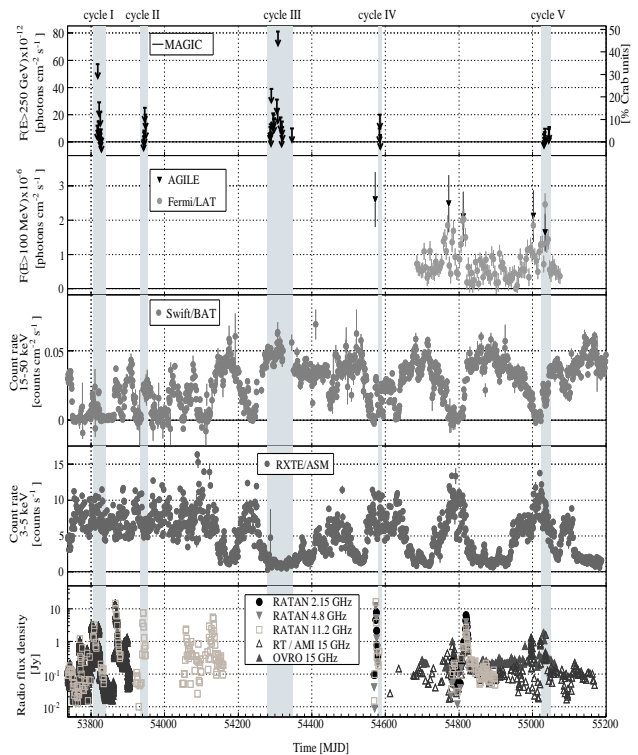 cycle I cycle II cycle III cycle IV cycle V
F(E>250 GeV)x10-12
[photons cm-2 s-1]
80
60
40
20
0
MAGIC
50
40
30
20
10
0
[% Crab units]
F(E>100 MeV)x10-6
[photons cm-2 s-1]
3
2
1
0
AGILE
Fermi/LAT
Count rate
15-50 keV
[counts cm-2 s-1]
0.05
0
Swift/BAT
Count rate
3-5 keV
[counts s-1]
15
10
5
0
RXTE/ASM
Radio flux density
[Jy]
10
1
10-1
10-2
RATAN 2.15 GHz
RATAN 4.8 GHz
RATAN 11.2 GHz
RT / AMI 15 GHz
OVRO 15 GHz
53800 54000 54200 54400 54600 54800 55000 55200
Time [MJD]